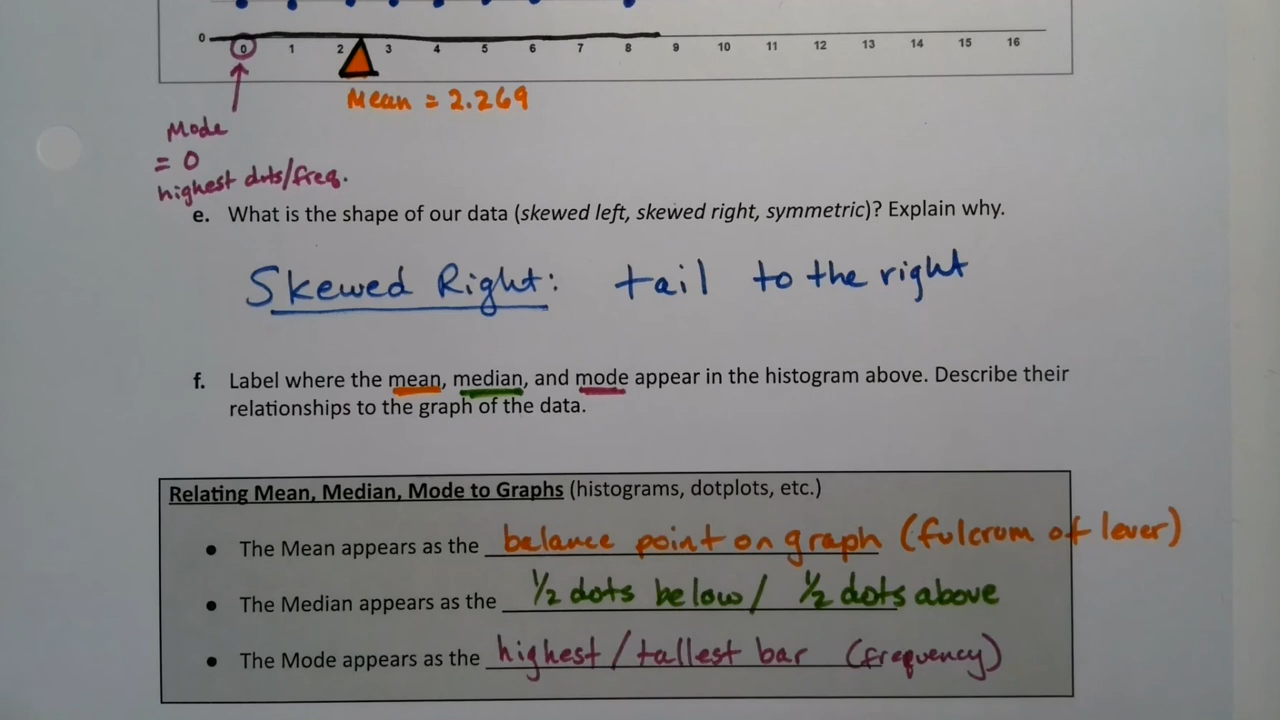 0
0 1 2 3 4 5 6 7 8 9 10 11 12 13 14 15 16
Mean = 2.269
Mode
= 0
highest dots/freq.
e. What is the shape of our data (skewed left, skewed right, symmetric)? Explain why.
Skewed Right: tail to the right
f. Label where the mean, median, and mode appear in the histogram above. Describe their
relationships to the graph of the data.
Relating Mean, Median, Mode to Graphs (histograms, dotplots, etc.)
• The Mean appears as the balance point on graph (fulcrum of lever)
• The Median appears as the 1/2 dots below/ 1/2 dots above
• The Mode appears as the highest/tallest bar (frequency)